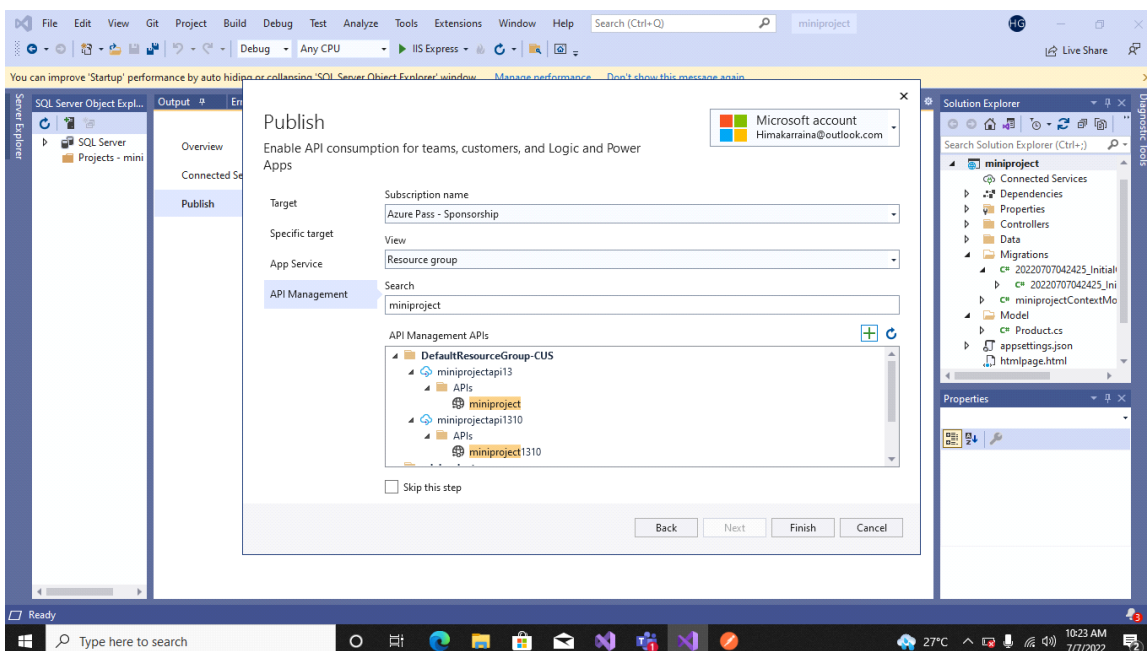 File Edit View Git Project Build Debug Test Analyze Tools Extensions Window Help Search (Ctrl+Q) miniproject HG
Debug Any CPU IIS Express Live Share
You can improve 'Startup' performance by auto hiding or collapsing 'SQL Server Object Explorer' window. Manage performance Don't show this message again
Server Explorer
SQL Server Object Expl...
SQL Server
Projects - mini
Output
Overview
Connected Se
Publish
Publish
Enable API consumption for teams, customers, and Logic and Power
Apps
Microsoft account
Himakarraina@outlook.com
Target
Specific target
App Service
API Management
Subscription name
Azure Pass - Sponsorship
View
Resource group
Search
miniproject
API Management APIs
DefaultResourceGroup-CUS
miniprojectapi13
APIs
miniproject
miniprojectapi1310
APIs
miniproject1310
Skip this step
Back Next Finish Cancel
Solution Explorer
Search Solution Explorer (Ctrl+;)
miniproject
Connected Services
Dependencies
Properties
Controllers
Data
Migrations
C# 20220707042425_Initial
C# 20220707042425_Ini
C# miniprojectContextMo
Model
C# Product.cs
appsettings.json
htmlpage.html
Properties
Diagnostic Tools
Ready
3
Type here to search
27°C
10:23 AM
7/7/2022
2